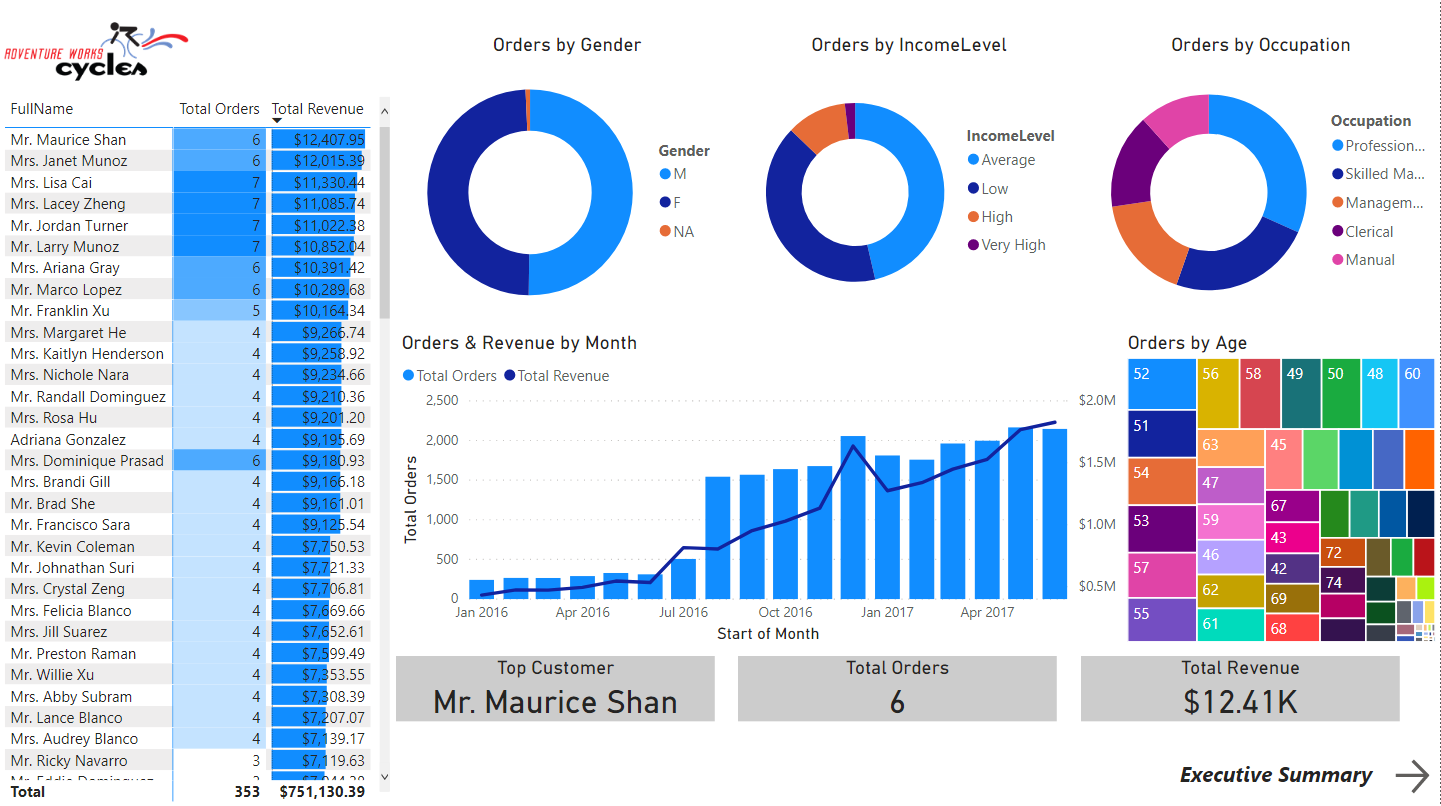 ADVENTURE WORKS
cycles
FullName Total Orders Total Revenue
Mr. Maurice Shan 6 $12,407.95
Mrs. Janet Munoz 6 $12,015.39
Mrs. Lisa Cai 7 $11,330.44
Mrs. Lacey Zheng 7 $11,085.74
Mr. Jordan Turner 7 $11,022.38
Mr. Larry Munoz 7 $10,852.04
Mrs. Ariana Gray 6 $10,391.42
Mr. Marco Lopez 6 $10,289.68
Mr. Franklin Xu 5 $10,164.34
Mrs. Margaret He 4 $9,266.74
Mrs. Kaitlyn Henderson 4 $9,258.92
Mrs. Nichole Nara 4 $9,234.66
Mr. Randall Dominguez 4 $9,210.36
Mrs. Rosa Hu 4 $9,201.20
Adriana Gonzalez 4 $9,195.69
Mrs. Dominique Prasad 6 $9,180.93
Mrs. Brandi Gill 4 $9,166.18
Mr. Brad She 4 $9,161.01
Mr. Francisco Sara 4 $9,125.54
Mr. Kevin Coleman 4 $7,750.53
Mr. Johnathan Suri 4 $7,721.33
Mrs. Crystal Zeng 4 $7,706.81
Mrs. Felicia Blanco 4 $7,669.66
Mrs. Jill Suarez 4 $7,652.61
Mr. Preston Raman 4 $7,599.49
Mr. Willie Xu 4 $7,353.55
Mrs. Abby Subram 4 $7,308.39
Mr. Lance Blanco 4 $7,207.07
Mrs. Audrey Blanco 4 $7,139.17
Mr. Ricky Navarro 3 $7,119.63
Total 353 $751,130.39
Orders by Gender
Gender
M
F
NA
Orders by IncomeLevel
IncomeLevel
Average
Low
High
Very High
Orders by Occupation
Occupation
Profession...
Skilled Ma...
Managem...
Clerical
Manual
Orders & Revenue by Month
Total Orders Total Revenue
2,500
2,000
1,500
1,000
500
0
Total Orders
$2.0M
$1.5M
$1.0M
$0.5M
Jan 2016 Apr 2016 Jul 2016 Oct 2016 Jan 2017 Apr 2017
Start of Month
Orders by Age
52 56 58 49 50 48 60
51
63 45
54
47
67
53 59
43
46 72
57 42
62 74
69
55 61
68
Top Customer
Mr. Maurice Shan
Total Orders
6
Total Revenue
$12.41K
Executive Summary